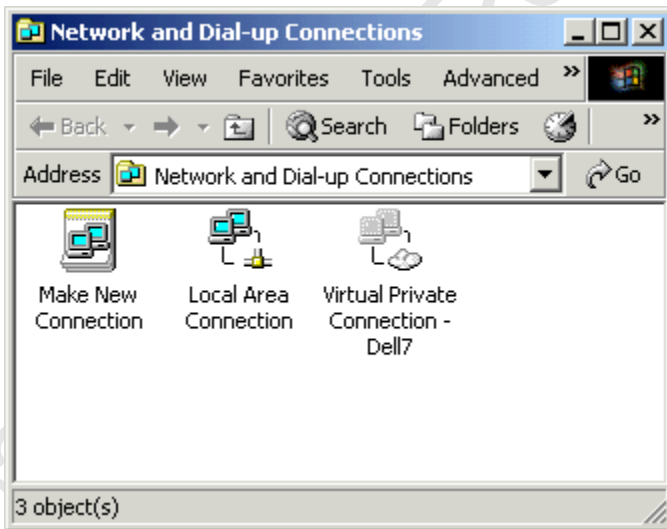 Network and Dial-up Connections
File Edit View Favorites Tools Advanced »
Back Search Folders »
Address Network and Dial-up Connections Go
Make New Connection
Local Area Connection
Virtual Private Connection - Dell7
3 object(s)